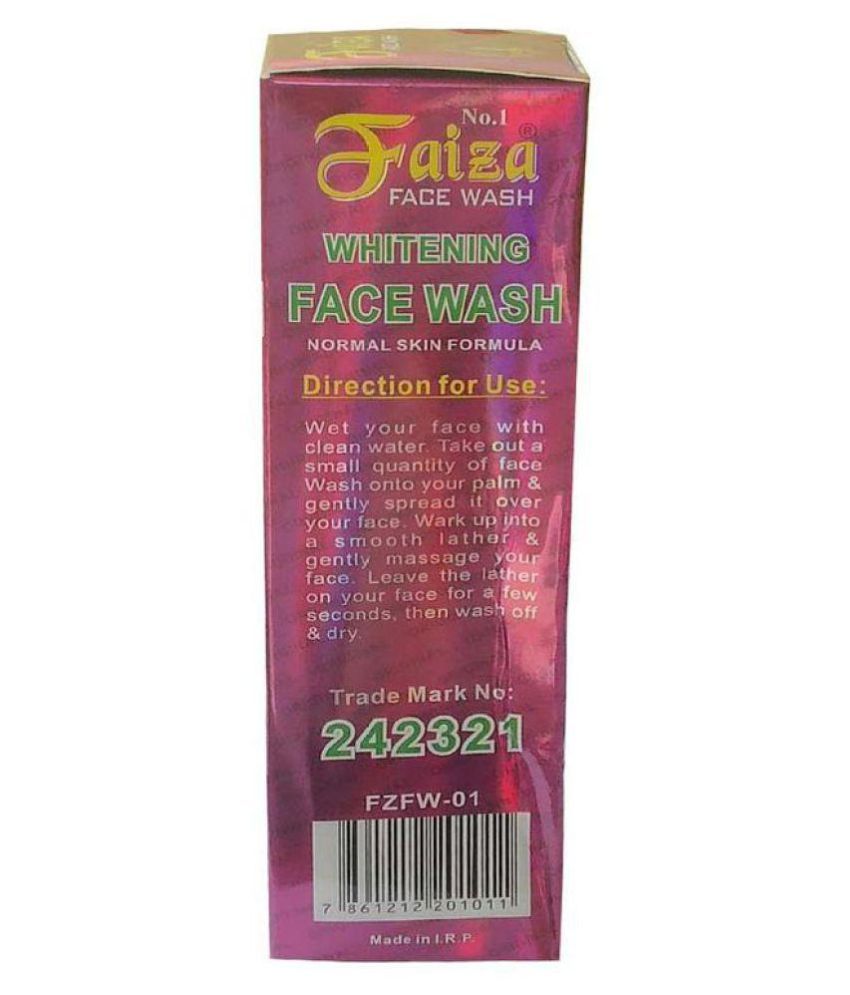 No.1
Faiza®
FACE WASH
WHITENING
FACE WASH
NORMAL SKIN FORMULA
Direction for Use:
Wet your face with
clean water. Take out a
small quantity of face
Wash onto your palm &
gently spread it over
your face. Wark up into
a smooth lather &
gently massage your
face. Leave the lather
on your face for a few
seconds, then wash off
& dry.
Trade Mark No:
242321
FZFW-01
7 861212 201011
Made in I.R.P.